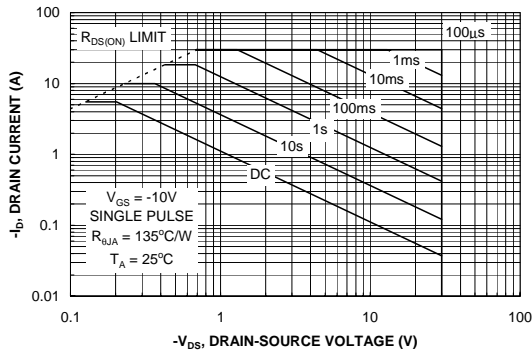 100
10
1
0.1
0.01
-I_D, DRAIN CURRENT (A)
R_DS(ON) LIMIT
100μs
1ms
10ms
100ms
1s
10s
DC
V_GS = -10V
SINGLE PULSE
R_θJA = 135°C/W
T_A = 25°C
0.1
1
10
100
-V_DS, DRAIN-SOURCE VOLTAGE (V)